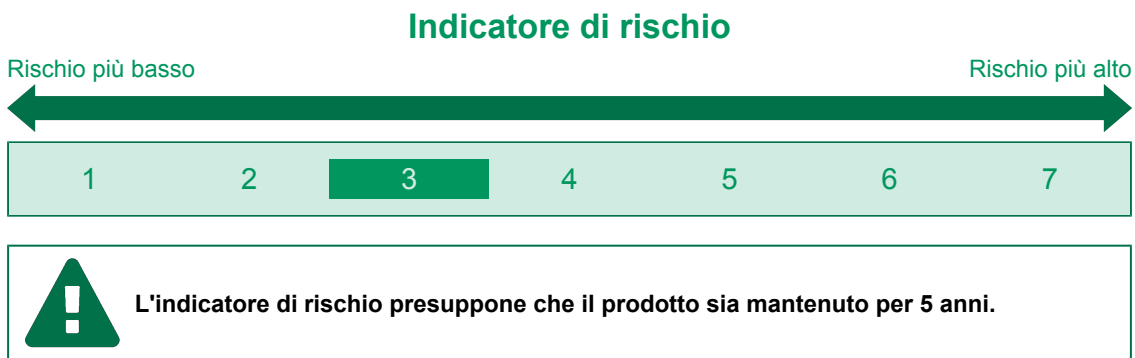 Indicatore di rischio
Rischio più basso Rischio più alto
1 2 3 4 5 6 7
L'indicatore di rischio presuppone che il prodotto sia mantenuto per 5 anni.